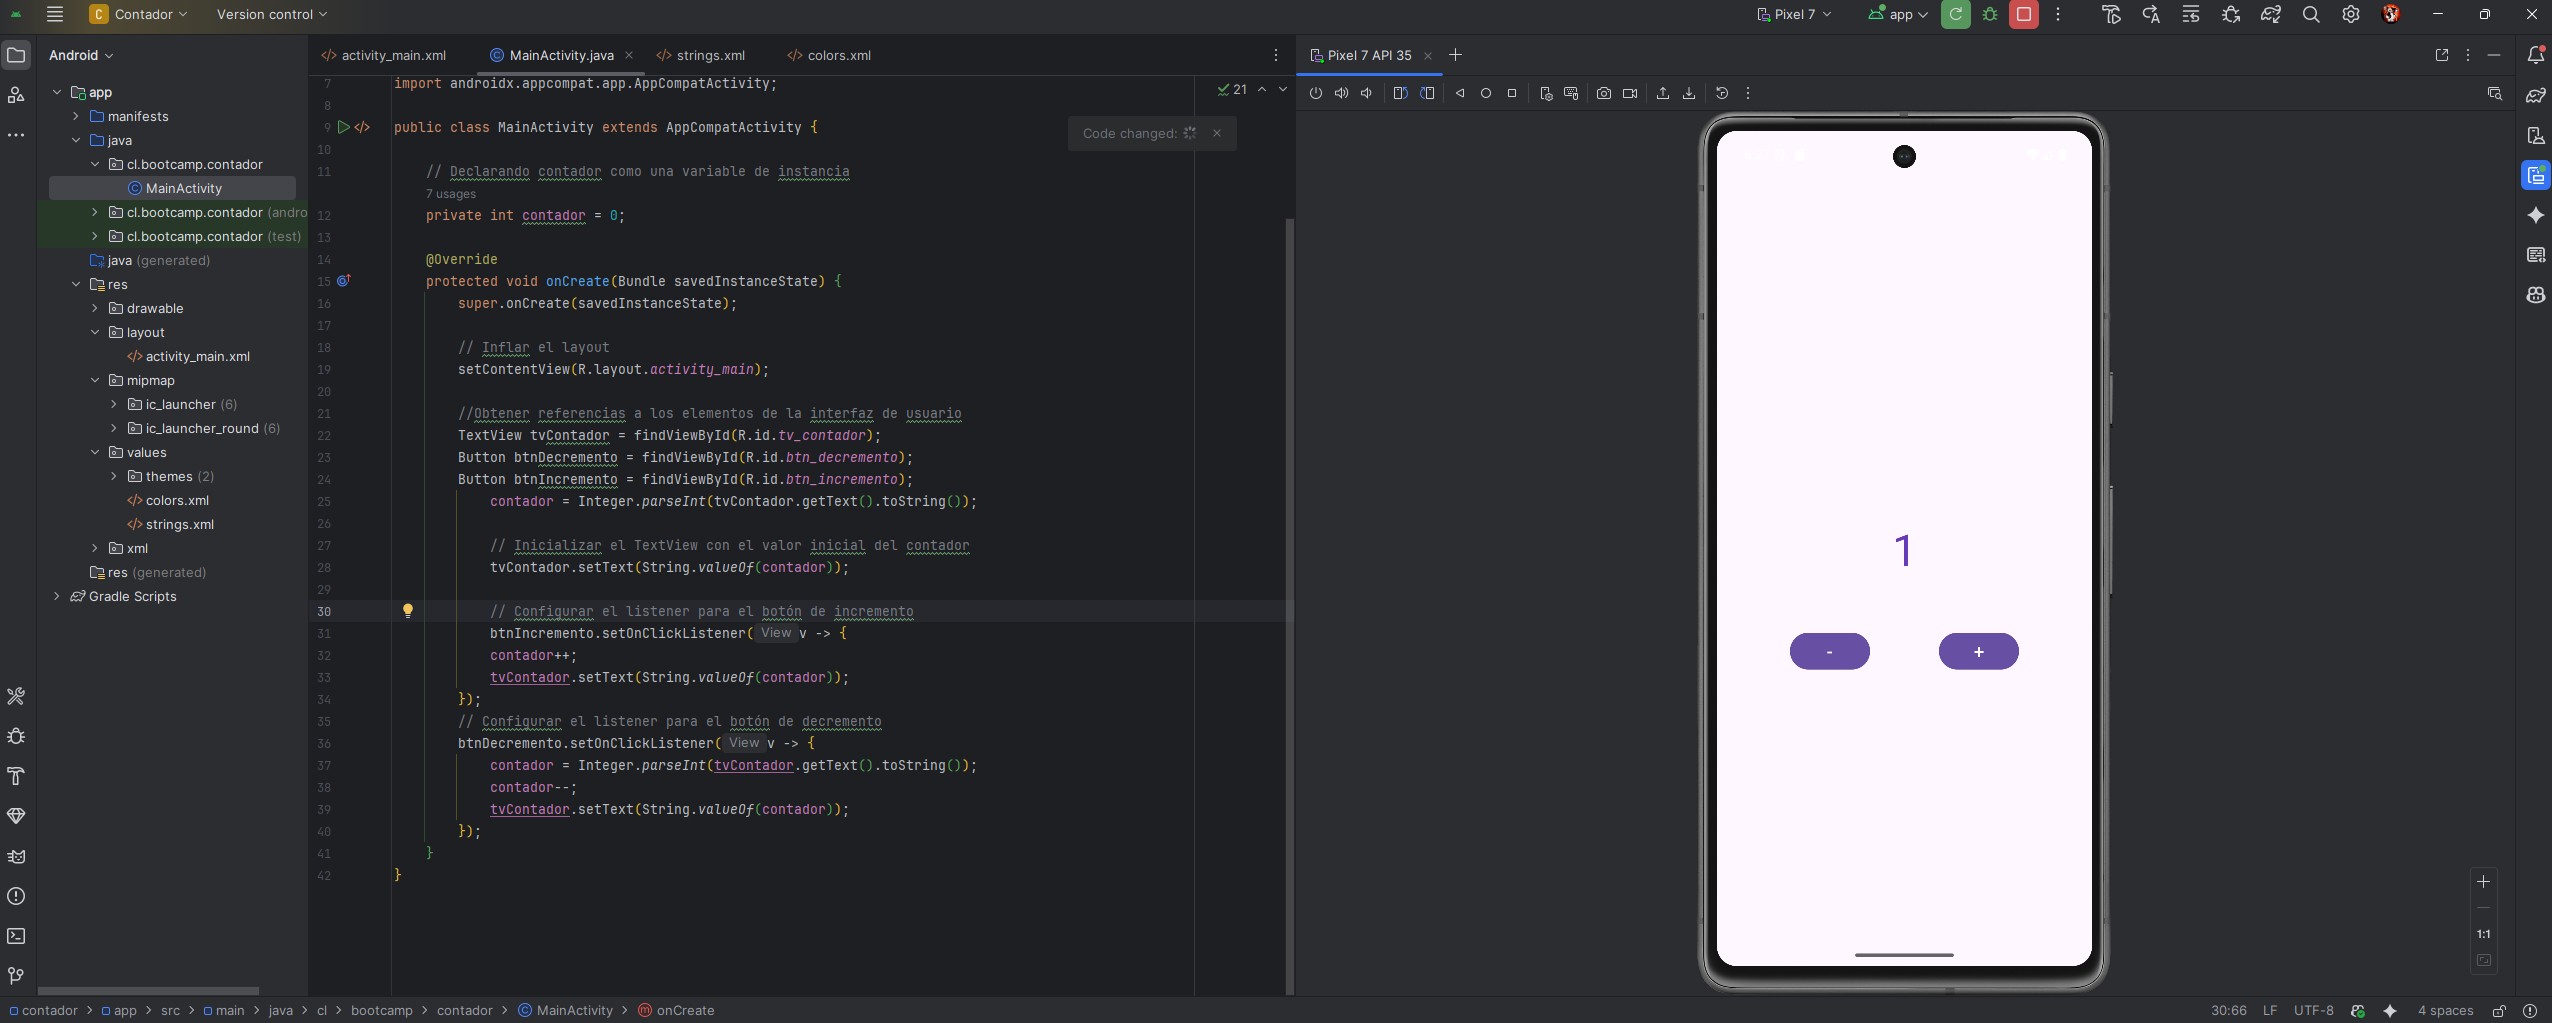 Contador
Version control
Pixel 7
app
Android
activity_main.xml
MainActivity.java
strings.xml
colors.xml
Pixel 7 API 35
app
manifests
java
cl.bootcamp.contador
MainActivity
cl.bootcamp.contador (andro
cl.bootcamp.contador (test)
java (generated)
res
drawable
layout
activity_main.xml
mipmap
ic_launcher (6)
ic_launcher_round (6)
values
themes (2)
colors.xml
strings.xml
xml
res (generated)
Gradle Scripts
21
Code changed:
7 import androidx.appcompat.app.AppCompatActivity;
8
9 public class MainActivity extends AppCompatActivity {
10
11 // Declarando contador como una variable de instancia
7 usages
12 private int contador = 0;
13
14 @Override
15 protected void onCreate(Bundle savedInstanceState) {
16 super.onCreate(savedInstanceState);
17
18 // Inflar el layout
19 setContentView(R.layout.activity_main);
20
21 //Obtener referencias a los elementos de la interfaz de usuario
22 TextView tvContador = findViewById(R.id.tv_contador);
23 Button btnDecremento = findViewById(R.id.btn_decremento);
24 Button btnIncremento = findViewById(R.id.btn_incremento);
25 contador = Integer.parseInt(tvContador.getText().toString());
26
27 // Inicializar el TextView con el valor inicial del contador
28 tvContador.setText(String.valueOf(contador));
29
30 // Configurar el listener para el botón de incremento
31 btnIncremento.setOnClickListener( View v -> {
32 contador++;
33 tvContador.setText(String.valueOf(contador));
34 });
35 // Configurar el listener para el botón de decremento
36 btnDecremento.setOnClickListener( View v -> {
37 contador = Integer.parseInt(tvContador.getText().toString());
38 contador--;
39 tvContador.setText(String.valueOf(contador));
40 });
41 }
42 }
1
- +
1:1
contador > app > src > main > java > cl > bootcamp > contador > MainActivity > onCreate
30:66 LF UTF-8 4 spaces